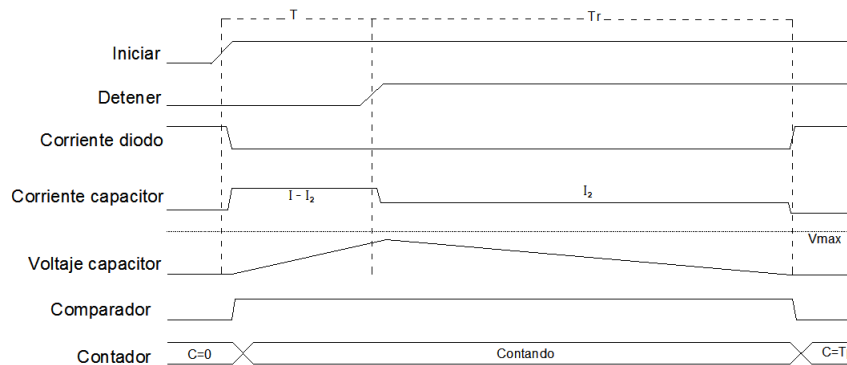 T
Tr
Iniciar
Detener
Corriente diodo
Corriente capacitor
I - I₂
I₂
Vmax
Voltaje capacitor
Comparador
Contador
C=0
Contando
C=T